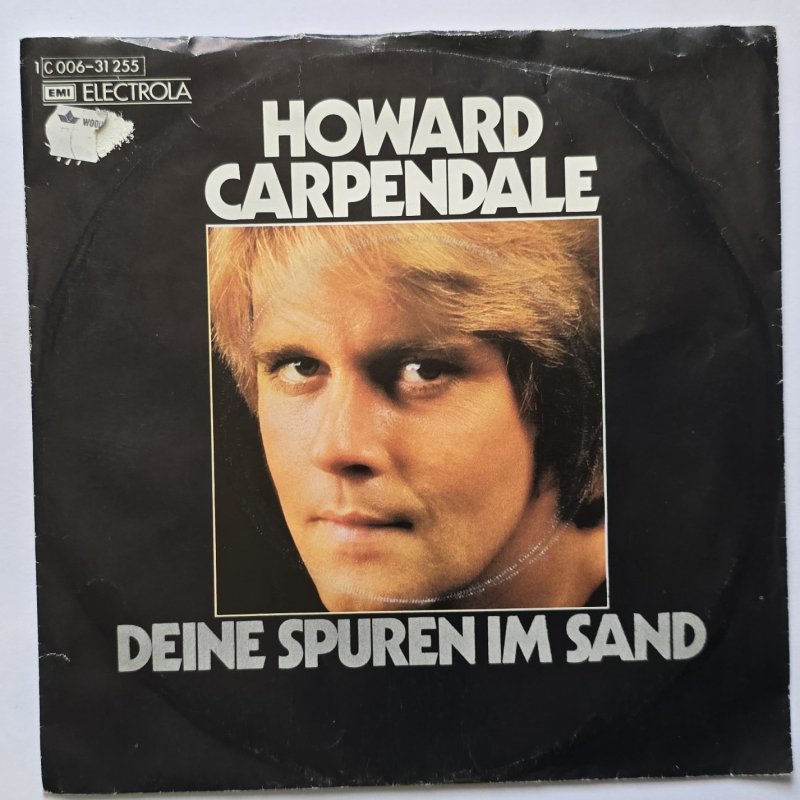 1C 006-31 255
EMI ELECTROLA
HOWARD
CARPENDALE
DEINE SPUREN IM SAND